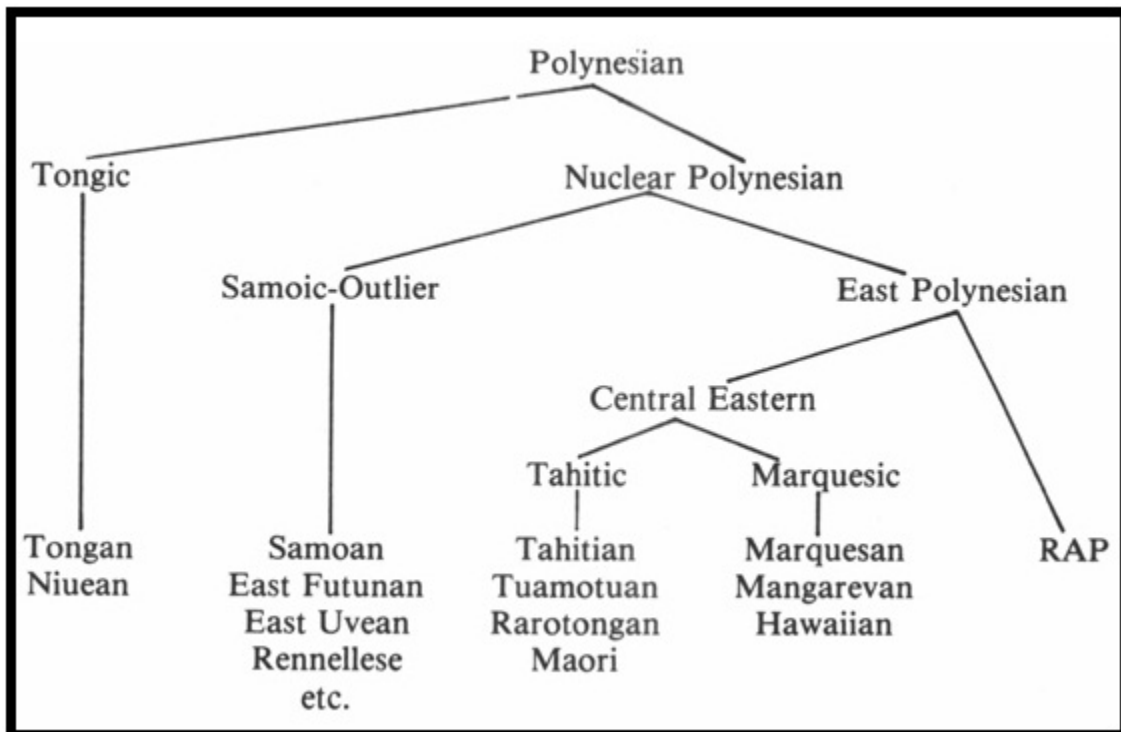 Polynesian
Tongic
Nuclear Polynesian
Samoic-Outlier
East Polynesian
Central Eastern
Tahitic
Marquesic
Tongan
Niuean
Samoan
East Futunan
East Uvean
Rennellese
etc.
Tahitian
Tuamotuan
Rarotongan
Maori
Marquesan
Mangarevan
Hawaiian
RAP